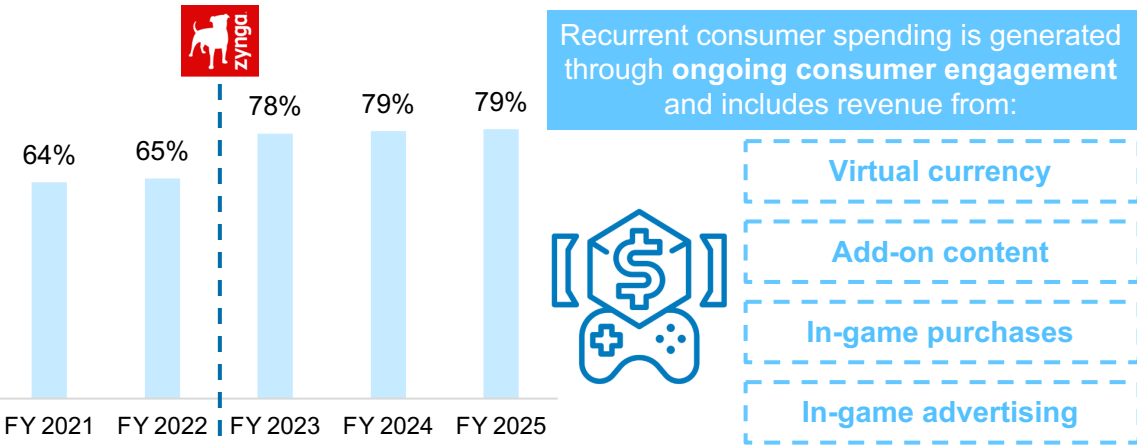 zynga
64%
65%
78%
79%
79%
FY 2021
FY 2022
FY 2023
FY 2024
FY 2025
Recurrent consumer spending is generated
through ongoing consumer engagement
and includes revenue from:
$
Virtual currency
Add-on content
In-game purchases
In-game advertising